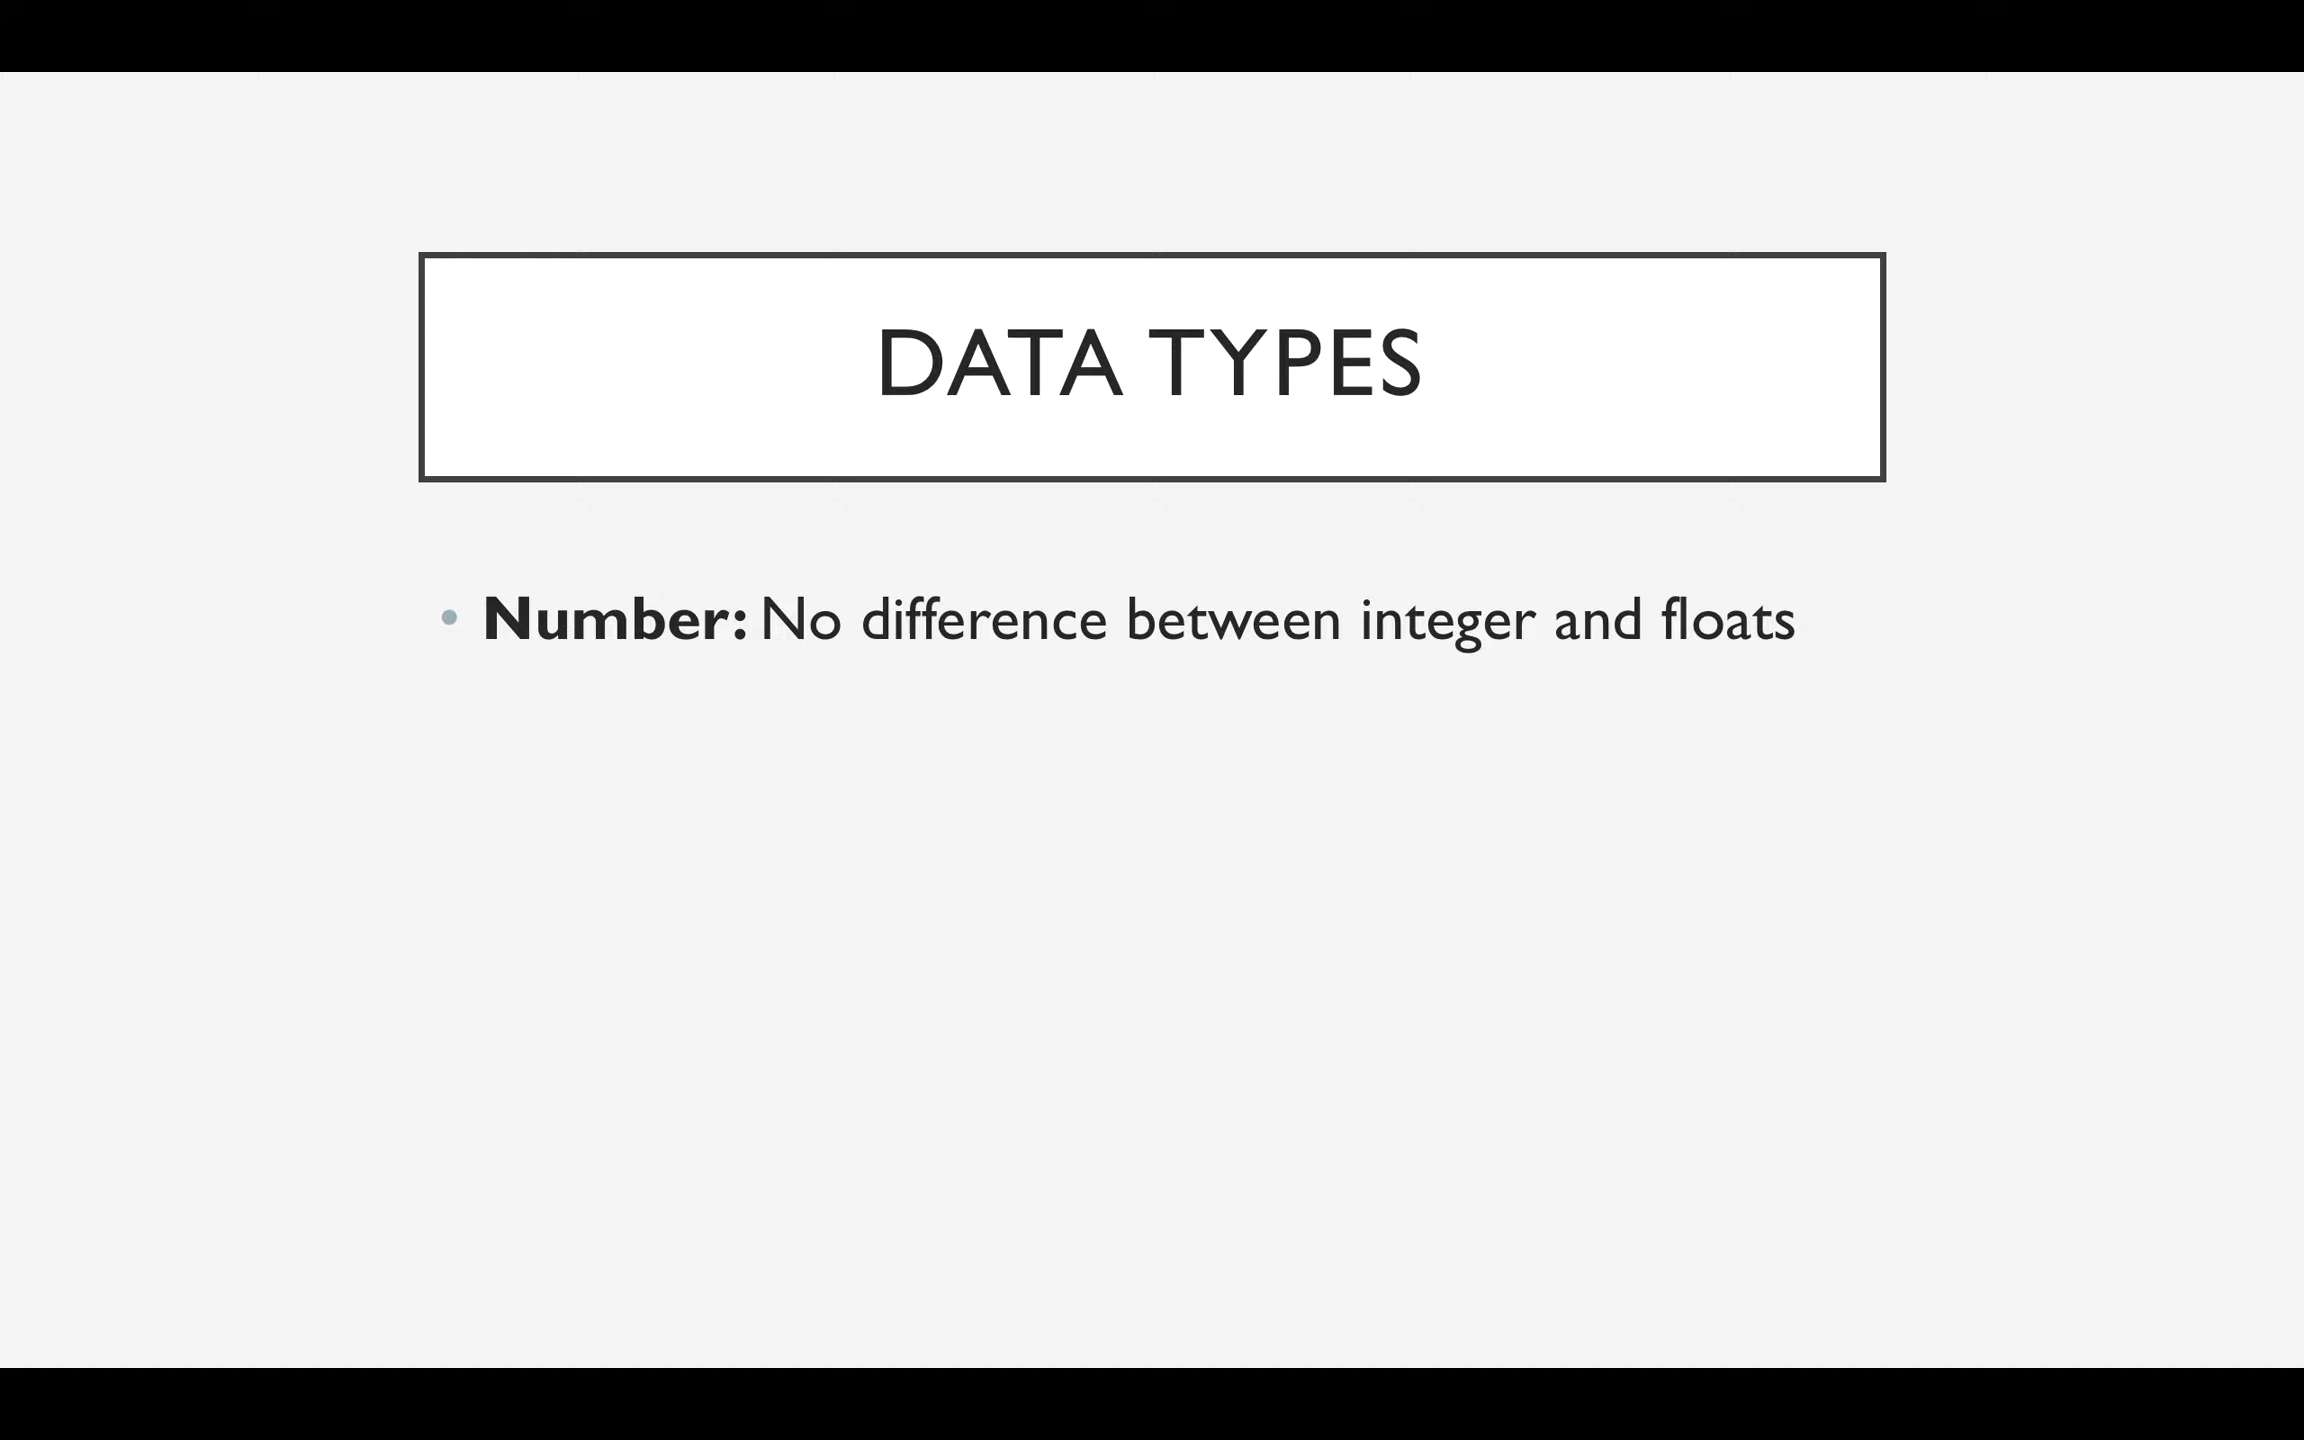 DATA TYPES
• Number: No difference between integer and floats